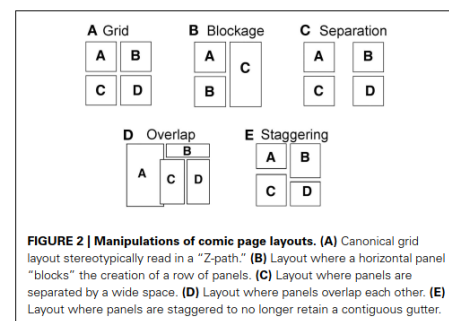 A Grid
B Blockage
C Separation
A B
C D
A C
B
A B
C D
D Overlap
E Staggering
A B C D
A B
C D
FIGURE 2 | Manipulations of comic page layouts. (A) Canonical grid
layout stereotypically read in a “Z-path.” (B) Layout where a horizontal panel
“blocks” the creation of a row of panels. (C) Layout where panels are
separated by a wide space. (D) Layout where panels overlap each other. (E)
Layout where panels are staggered to no longer retain a contiguous gutter.